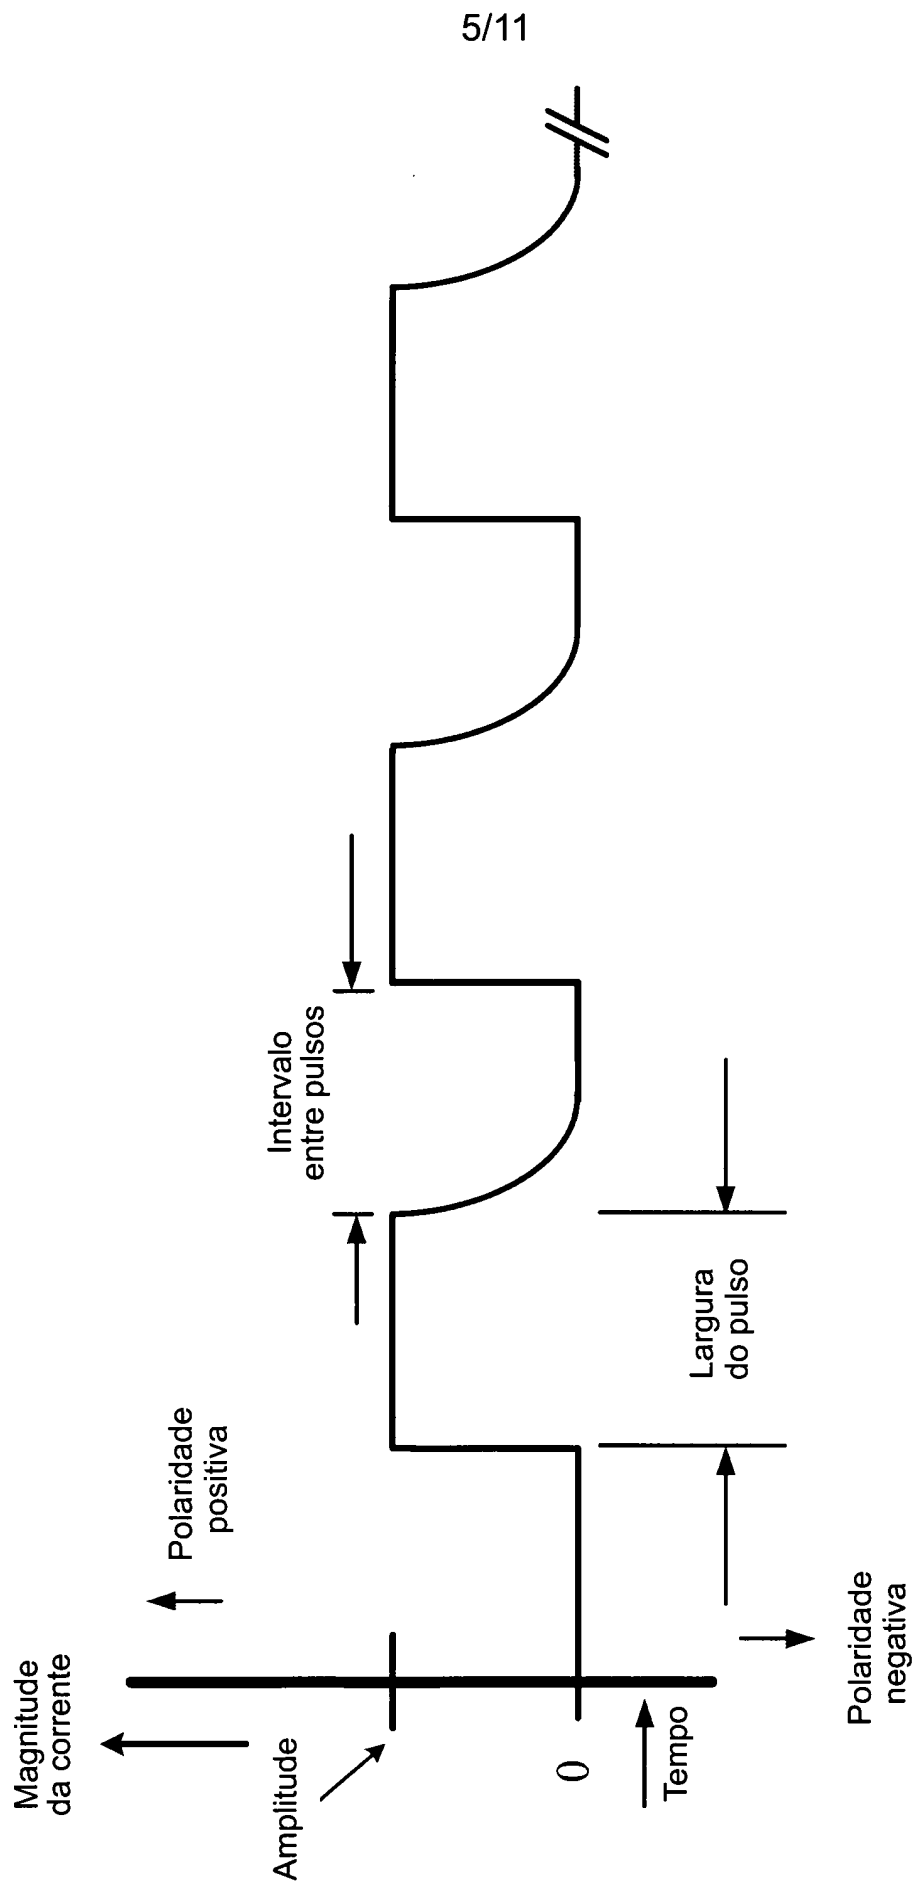 5/11
Magnitude
da corrente
Polaridade
positiva
Amplitude
Intervalo
entre pulsos
0
Tempo
Largura
do pulso
Polaridade
negativa